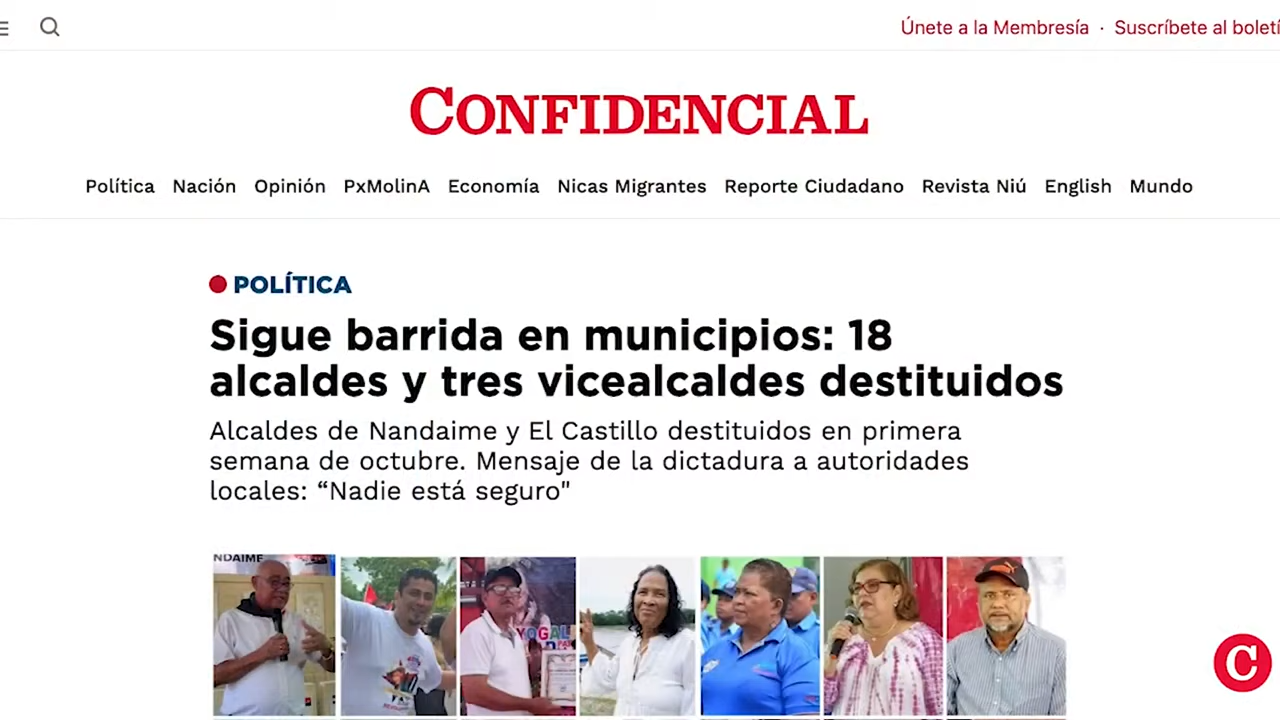 Únete a la Membresía · Suscríbete al boletí
CONFIDENCIAL
Política Nación Opinión PxMolinA Economía Nicas Migrantes Reporte Ciudadano Revista Niú English Mundo
POLÍTICA
Sigue barrida en municipios: 18
alcaldes y tres vicealcaldes destituidos
Alcaldes de Nandaime y El Castillo destituidos en primera
semana de octubre. Mensaje de la dictadura a autoridades
locales: “Nadie está seguro"
NDAIME
C